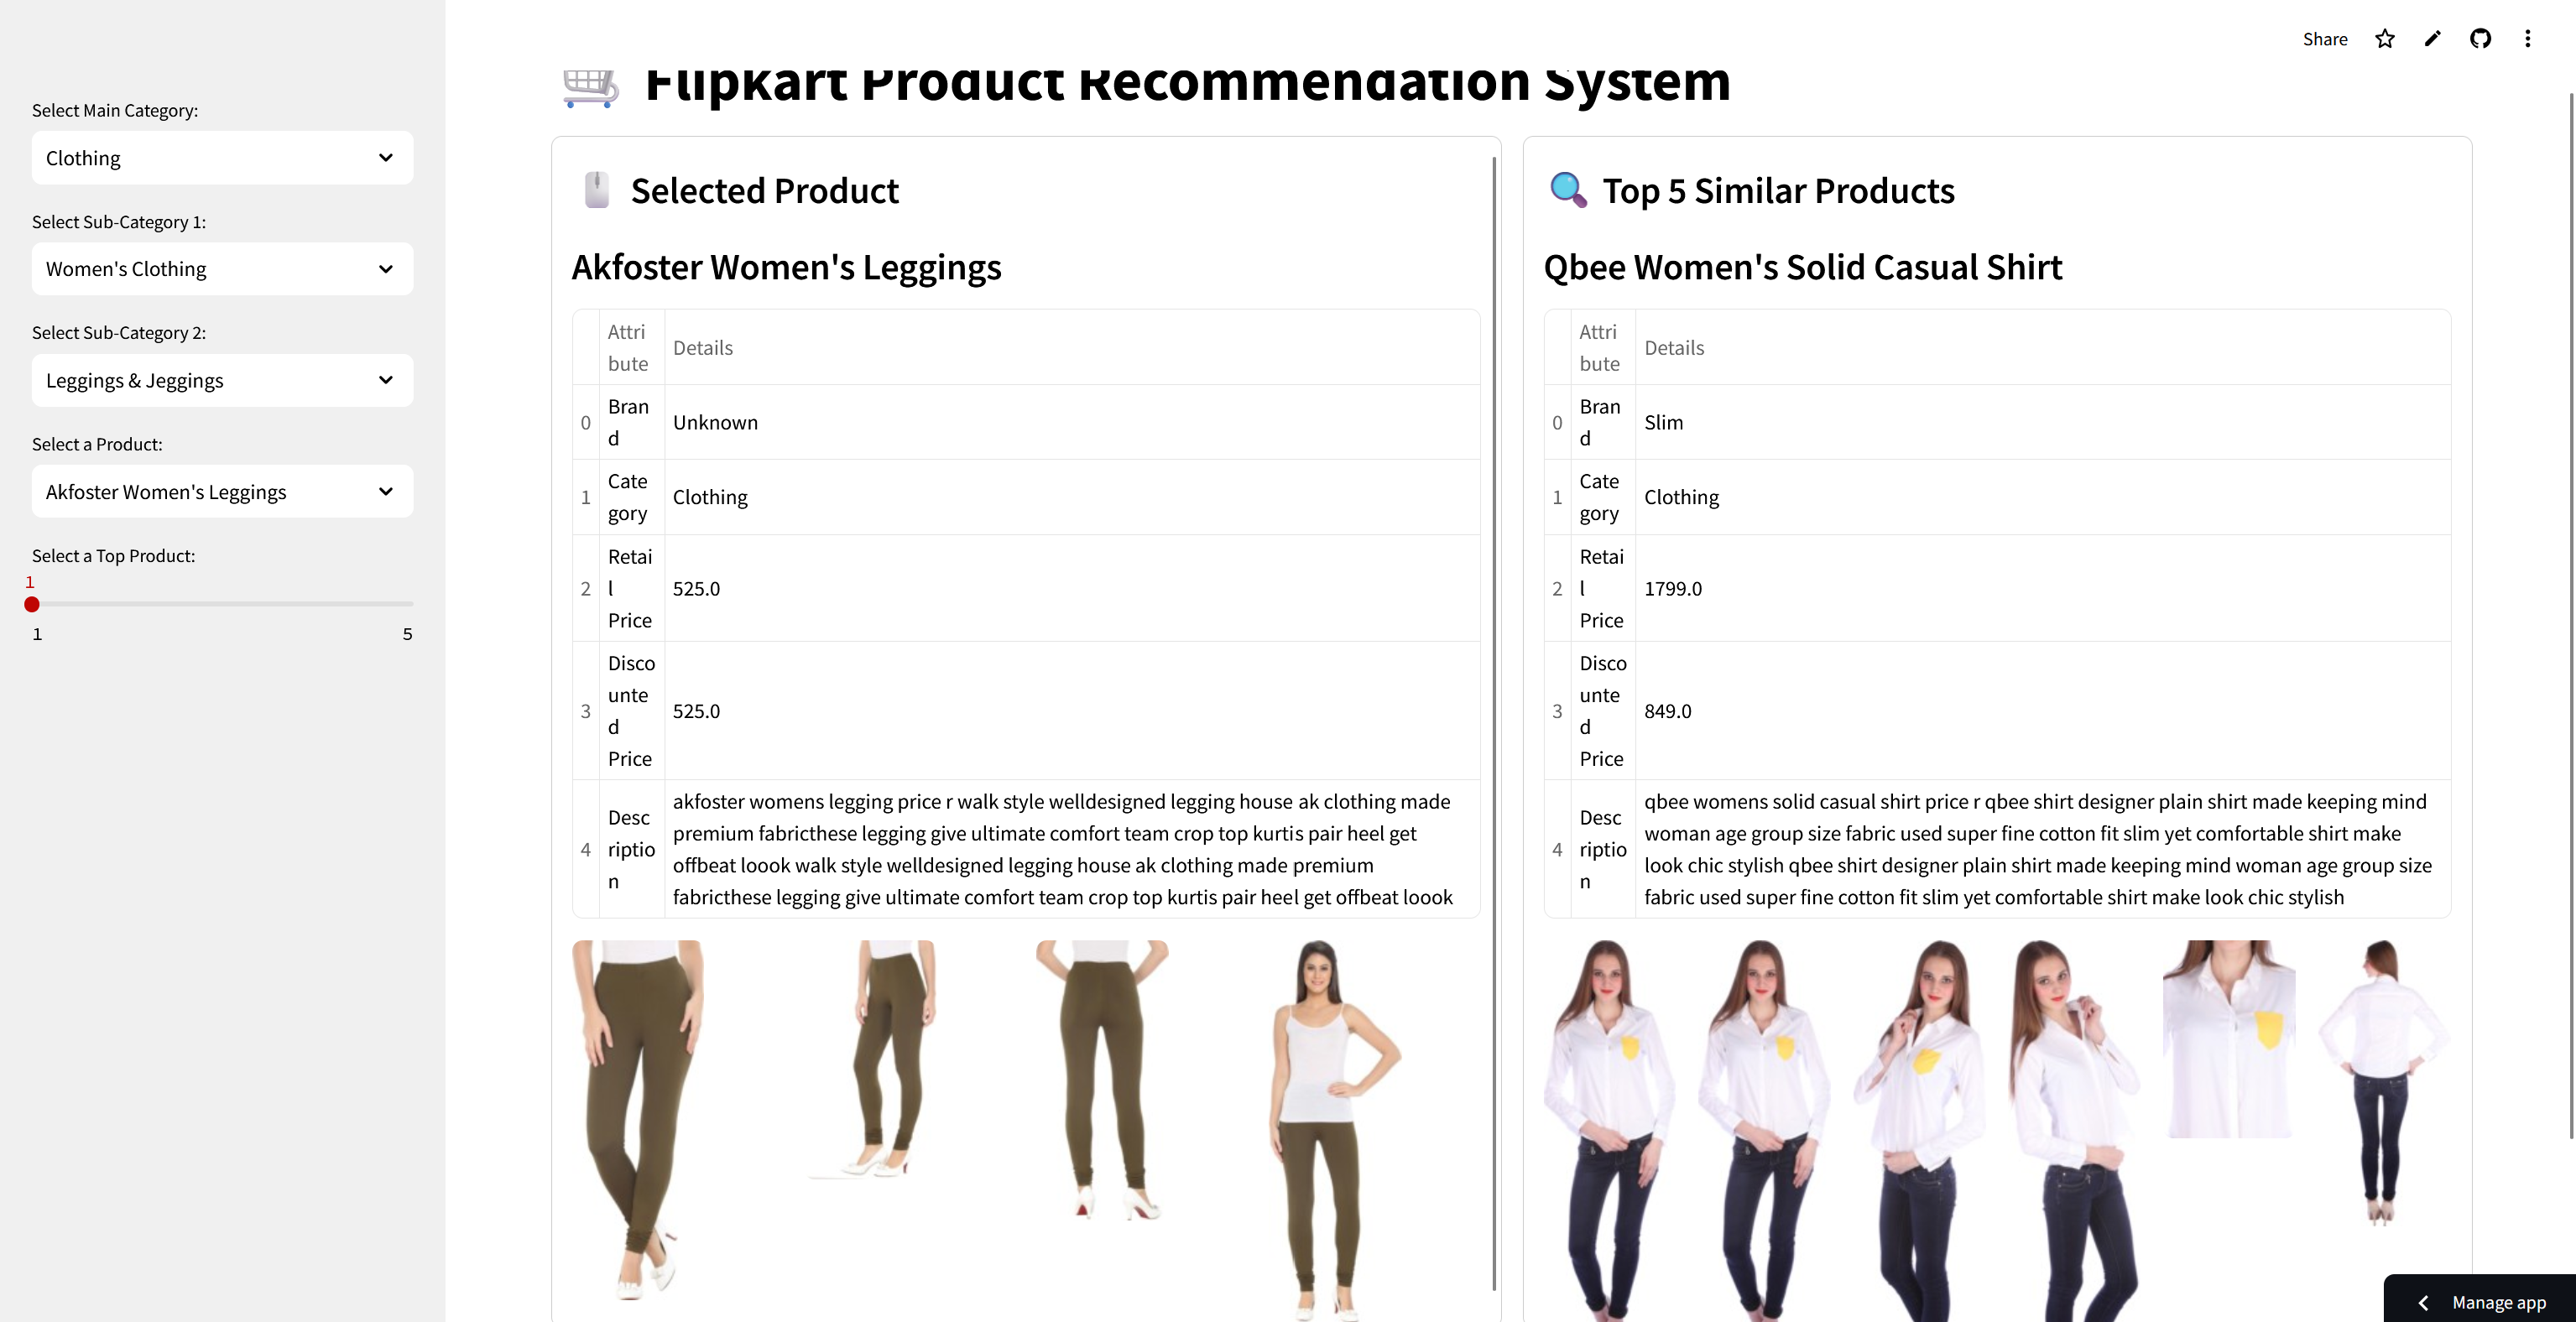 Share
Flipkart Product Recommendation System
Select Main Category:
Clothing
Select Sub-Category 1:
Women's Clothing
Select Sub-Category 2:
Leggings & Jeggings
Select a Product:
Akfoster Women's Leggings
Select a Top Product:
1
1 5
Selected Product
Akfoster Women's Leggings
Attri
bute
Details
0
Bran
d
Unknown
1
Cate
gory
Clothing
2
Retai
l
Price
525.0
3
Disco
unte
d
Price
525.0
4
Desc
riptio
n
akfoster womens legging price r walk style welldesigned legging house ak clothing made
premium fabricthese legging give ultimate comfort team crop top kurtis pair heel get
offbeat loook walk style welldesigned legging house ak clothing made premium
fabricthese legging give ultimate comfort team crop top kurtis pair heel get offbeat loook
Top 5 Similar Products
Qbee Women's Solid Casual Shirt
Attri
bute
Details
0
Bran
d
Slim
1
Cate
gory
Clothing
2
Retai
l
Price
1799.0
3
Disco
unte
d
Price
849.0
4
Desc
riptio
n
qbee womens solid casual shirt price r qbee shirt designer plain shirt made keeping mind
woman age group size fabric used super fine cotton fit slim yet comfortable shirt make
look chic stylish qbee shirt designer plain shirt made keeping mind woman age group size
fabric used super fine cotton fit slim yet comfortable shirt make look chic stylish
Manage app